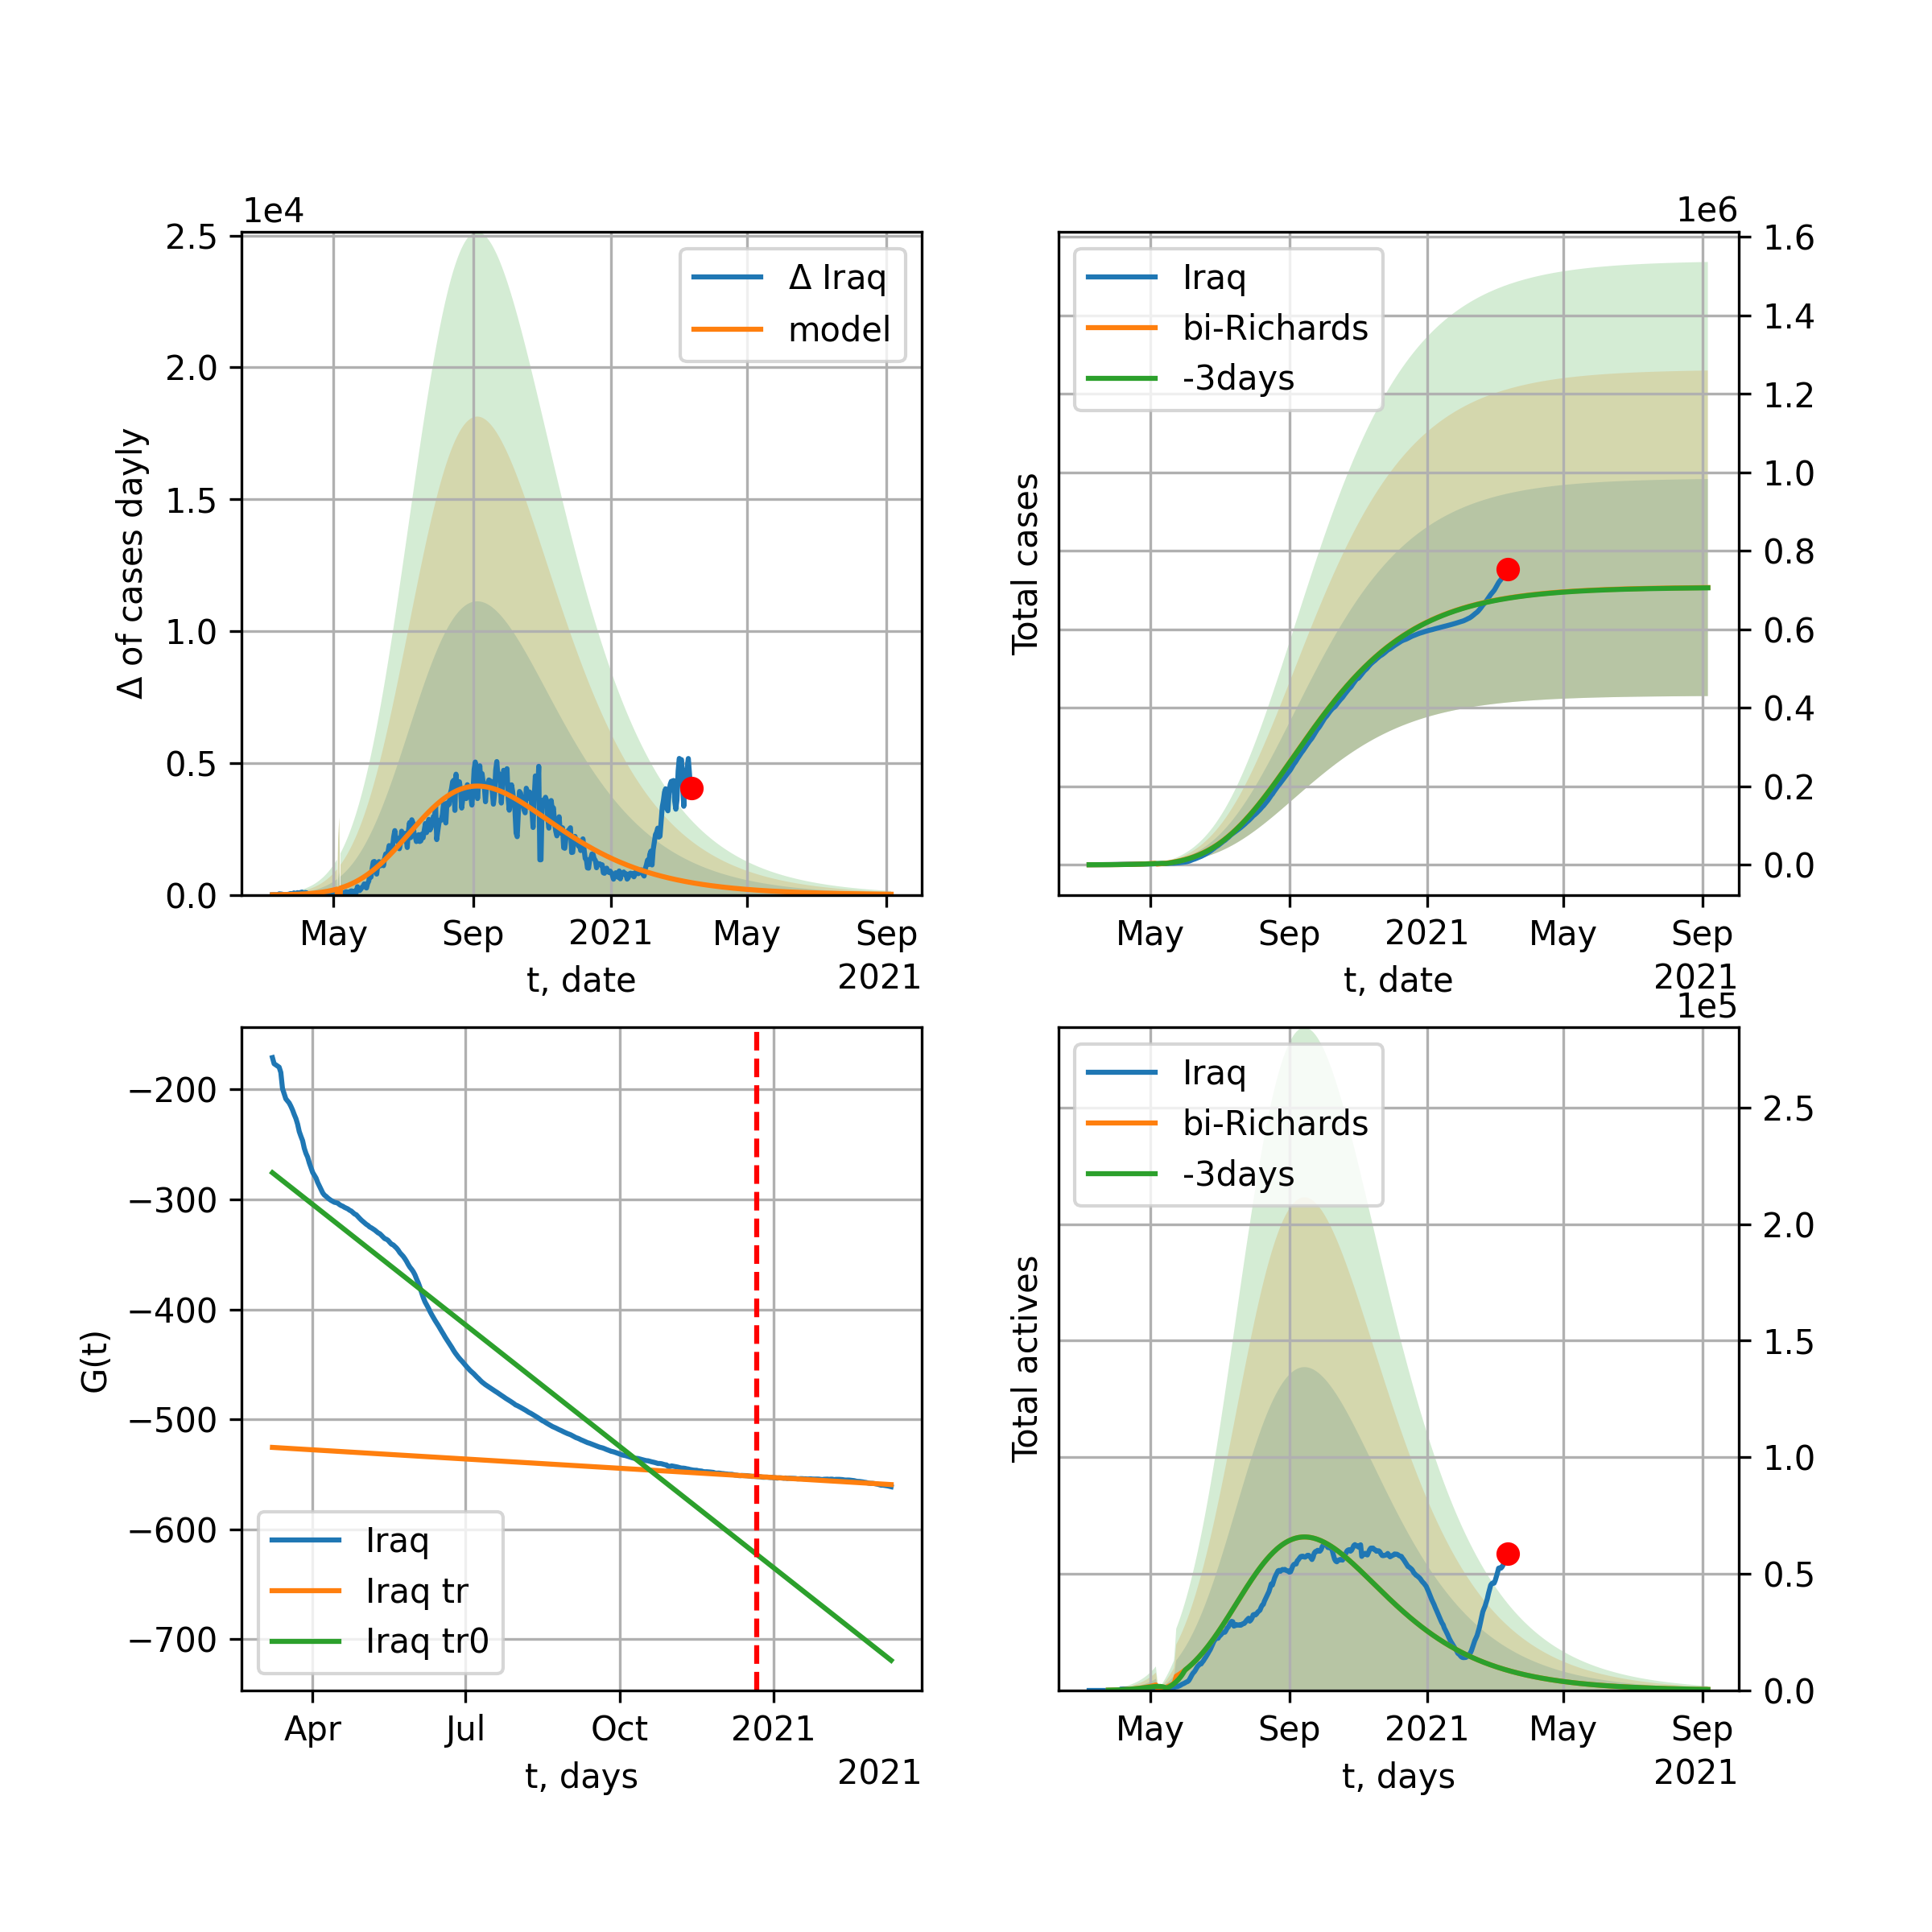 1e4
2.5
2.0
1.5
1.0
0.5
0.0
Δ of cases dayly
Δ Iraq
model
May
Sep
2021
May
Sep
t, date
2021
1e6
1.6
1.4
1.2
1.0
0.8
0.6
0.4
0.2
0.0
Total cases
Iraq
bi-Richards
-3days
May
Sep
2021
May
Sep
t, date
2021
−200
−300
−400
−500
−600
−700
G(t)
Iraq
Iraq tr
Iraq tr0
Apr
Jul
Oct
2021
t, days
2021
1e5
2.5
2.0
1.5
1.0
0.5
0.0
Total actives
Iraq
bi-Richards
-3days
May
Sep
2021
May
Sep
t, days
2021